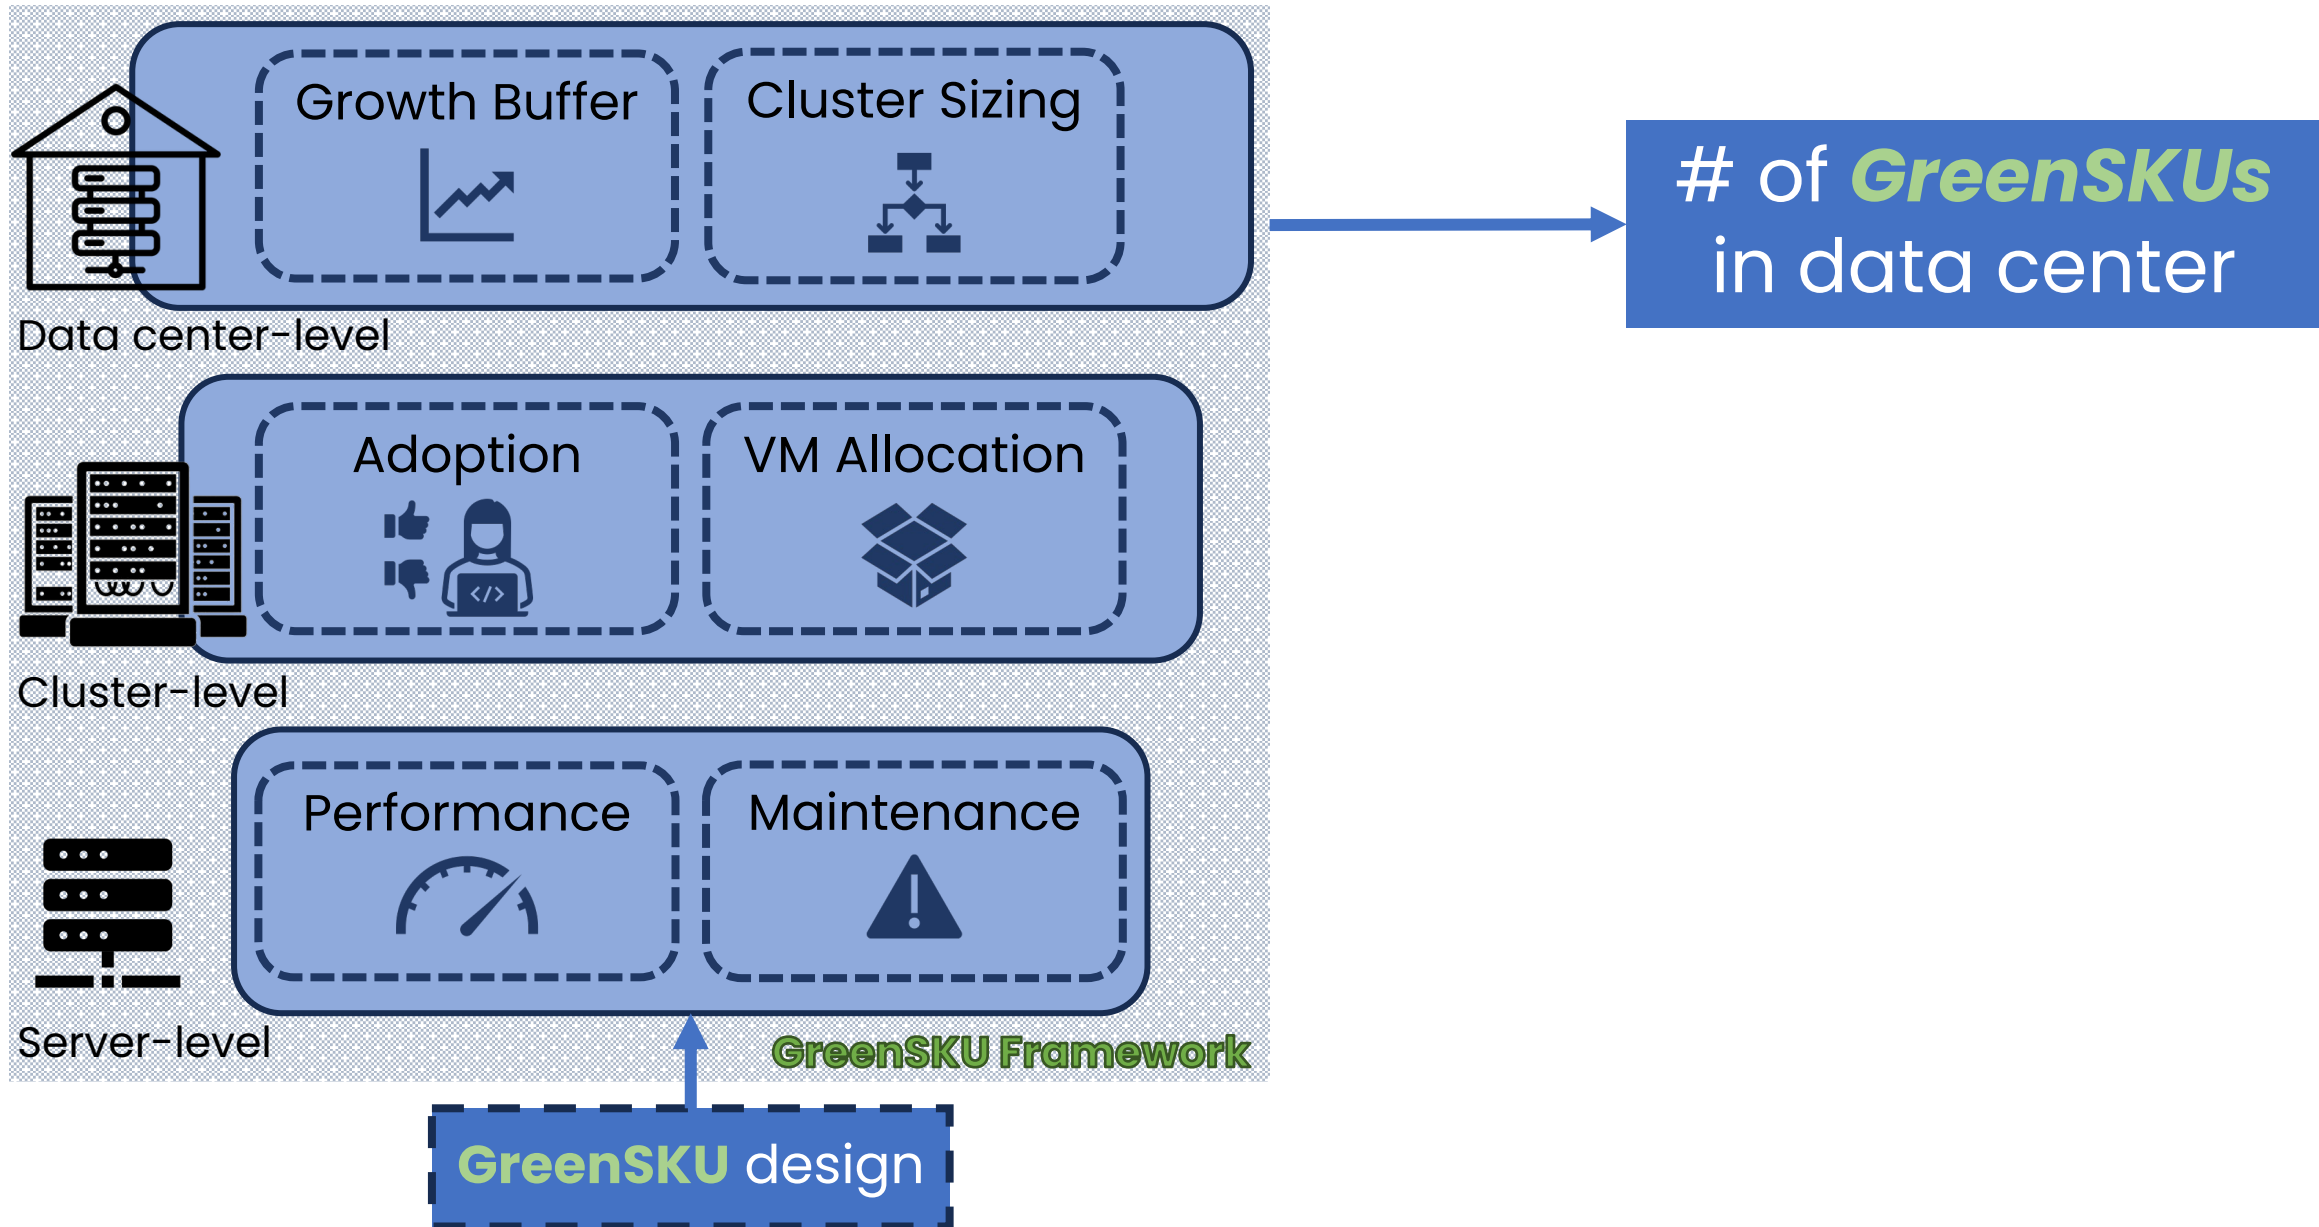 Growth Buffer
Cluster Sizing
# of GreenSKUs
in data center
Data center-level
Adoption
VM Allocation
</>
Cluster-level
Performance
Maintenance
Server-level
GreenSKU Framework
GreenSKU design